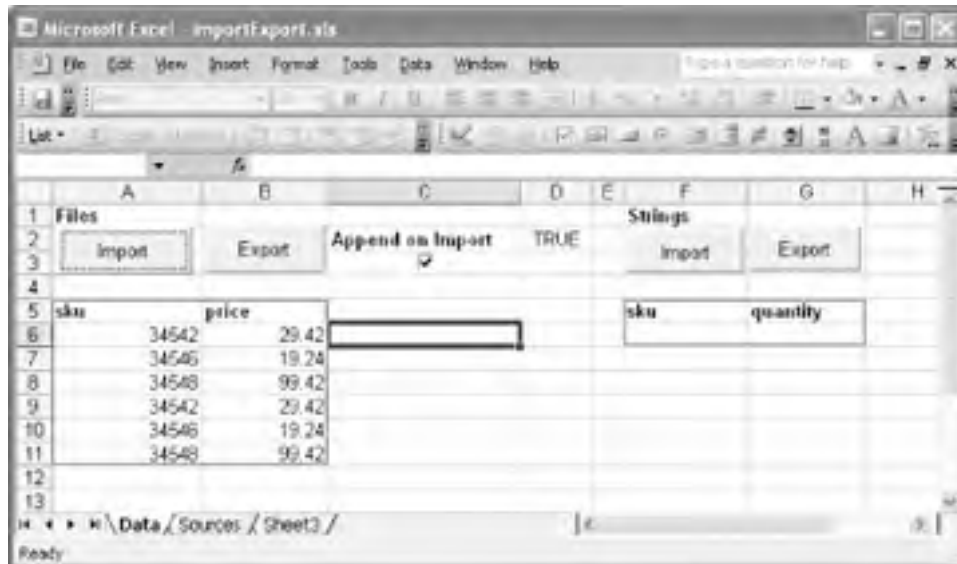 Microsoft Excel - importExport.xls
File Edit View Insert Format Tools Data Window Help Type a question for help
List
fx
A B C D E F G H
1 Files Strings
2 Import Export Append on Import TRUE Import Export
3
4
5 sku price sku quantity
6 34542 29.42
7 34546 19.24
8 34548 99.42
9 34542 29.42
10 34546 19.24
11 34548 99.42
12
13
Data Sources Sheet3
Ready